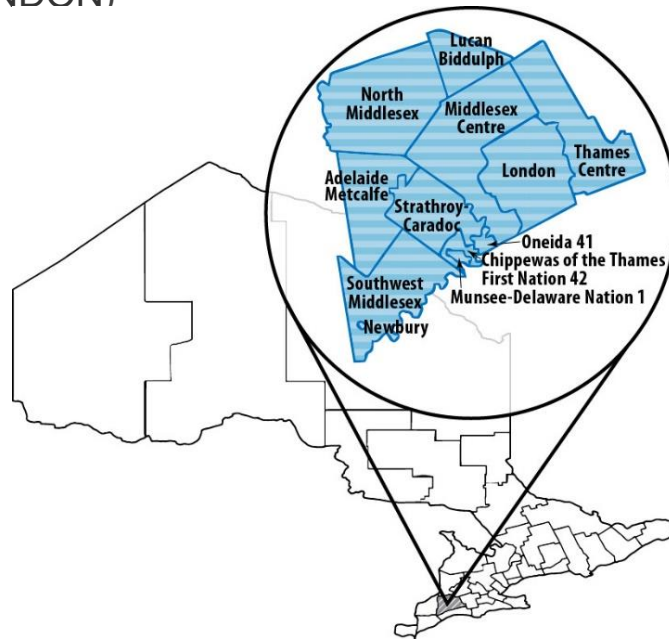 NDON)
Lucan
Biddulph
North
Middlesex
Middlesex
Centre
London
Thames
Centre
Adelaide
Metcalfe
Strathroy-
Caradoc
Oneida 41
Chippewas of the Thames
First Nation 42
Munsee-Delaware Nation 1
Southwest
Middlesex
Newbury